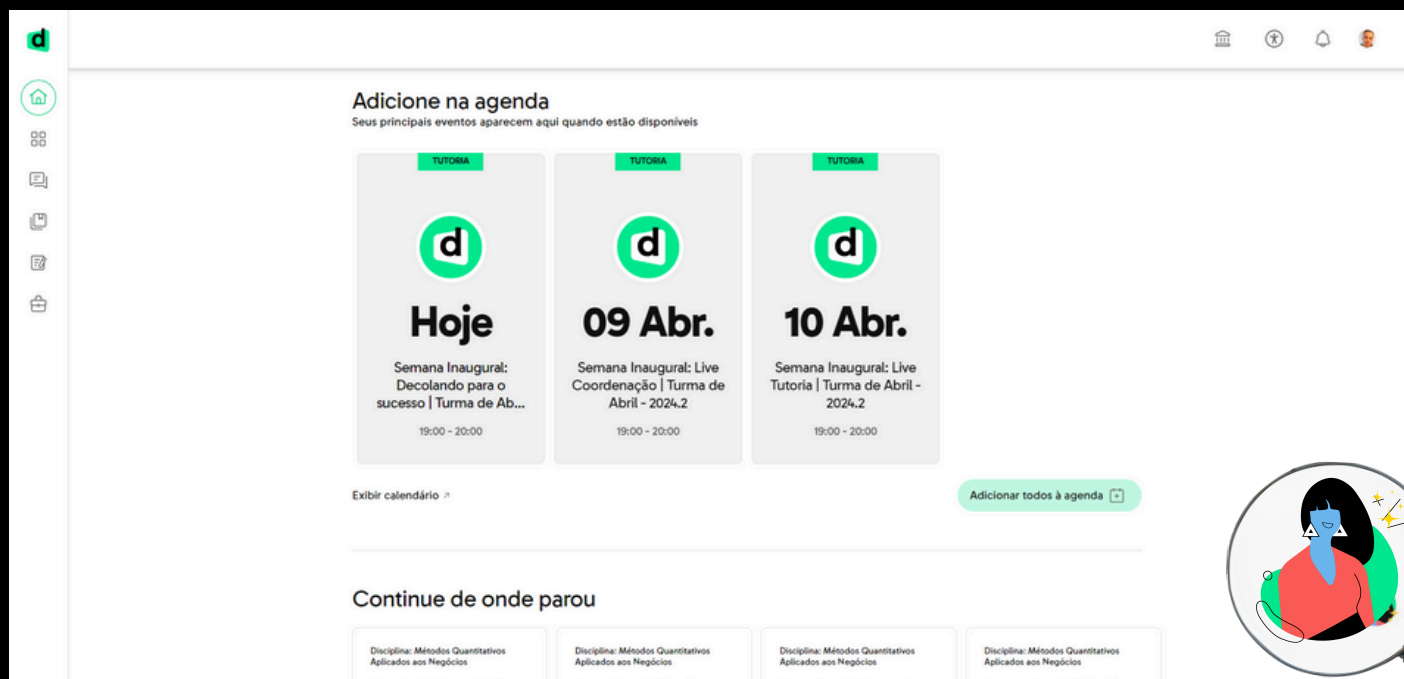 d
Adicione na agenda
Seus principais eventos aparecem aqui quando estão disponíveis
TUTORIA
d
Hoje
Semana Inaugural:
Decolando para o
sucesso | Turma de Ab...
19:00 - 20:00
TUTORIA
d
09 Abr.
Semana Inaugural: Live
Coordenação | Turma de
Abril - 2024.2
19:00 - 20:00
TUTORIA
d
10 Abr.
Semana Inaugural: Live
Tutoria | Turma de Abril -
2024.2
19:00 - 20:00
Exibir calendário
Adicionar todos à agenda
Continue de onde parou
Disciplina: Métodos Quantitativos
Aplicados aos Negócios
Disciplina: Métodos Quantitativos
Aplicados aos Negócios
Disciplina: Métodos Quantitativos
Aplicados aos Negócios
Disciplina: Métodos Quantitativos
Aplicados aos Negócios